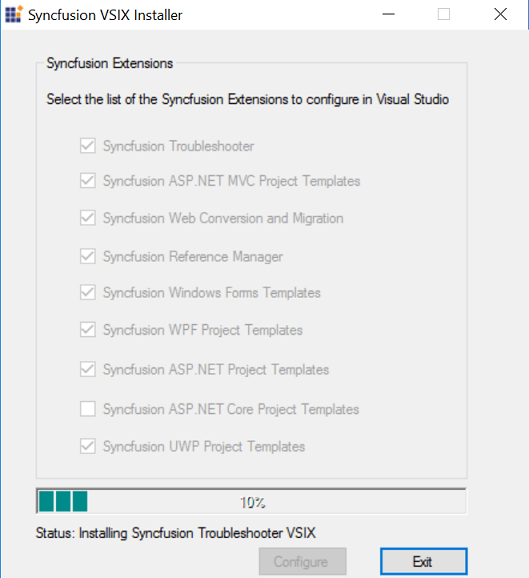 Syncfusion VSIX Installer
Syncfusion Extensions
Select the list of the Syncfusion Extensions to configure in Visual Studio
Syncfusion Troubleshooter
Syncfusion ASP.NET MVC Project Templates
Syncfusion Web Conversion and Migration
Syncfusion Reference Manager
Syncfusion Windows Forms Templates
Syncfusion WPF Project Templates
Syncfusion ASP.NET Project Templates
Syncfusion ASP.NET Core Project Templates
Syncfusion UWP Project Templates
10%
Status: Installing Syncfusion Troubleshooter VSIX
Configure Exit